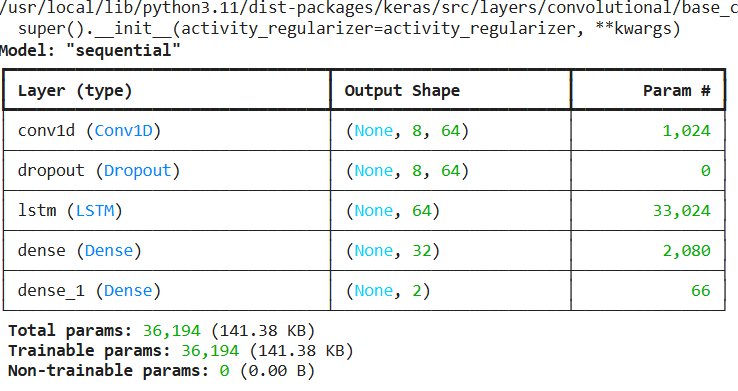 /usr/local/lib/python3.11/dist-packages/keras/src/layers/convolutional/base_c
super().__init__(activity_regularizer=activity_regularizer, **kwargs)
Model: "sequential"
Layer (type) Output Shape Param #
conv1d (Conv1D) (None, 8, 64) 1,024
dropout (Dropout) (None, 8, 64) 0
lstm (LSTM) (None, 64) 33,024
dense (Dense) (None, 32) 2,080
dense_1 (Dense) (None, 2) 66
Total params: 36,194 (141.38 KB)
Trainable params: 36,194 (141.38 KB)
Non-trainable params: 0 (0.00 B)